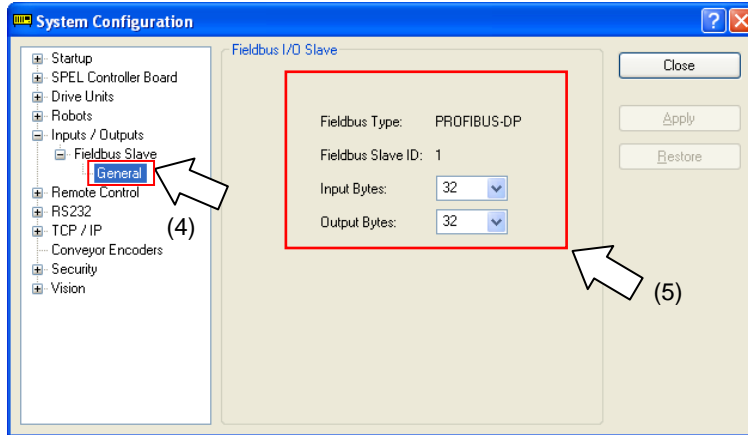 System Configuration
Startup
SPEL Controller Board
Drive Units
Robots
Inputs / Outputs
Fieldbus Slave
General
Remote Control
RS232
TCP / IP
Conveyor Encoders
Security
Vision
(4)
Fieldbus I/O Slave
Fieldbus Type: PROFIBUS-DP
Fieldbus Slave ID: 1
Input Bytes: 32
Output Bytes: 32
(5)
Close
Apply
Restore